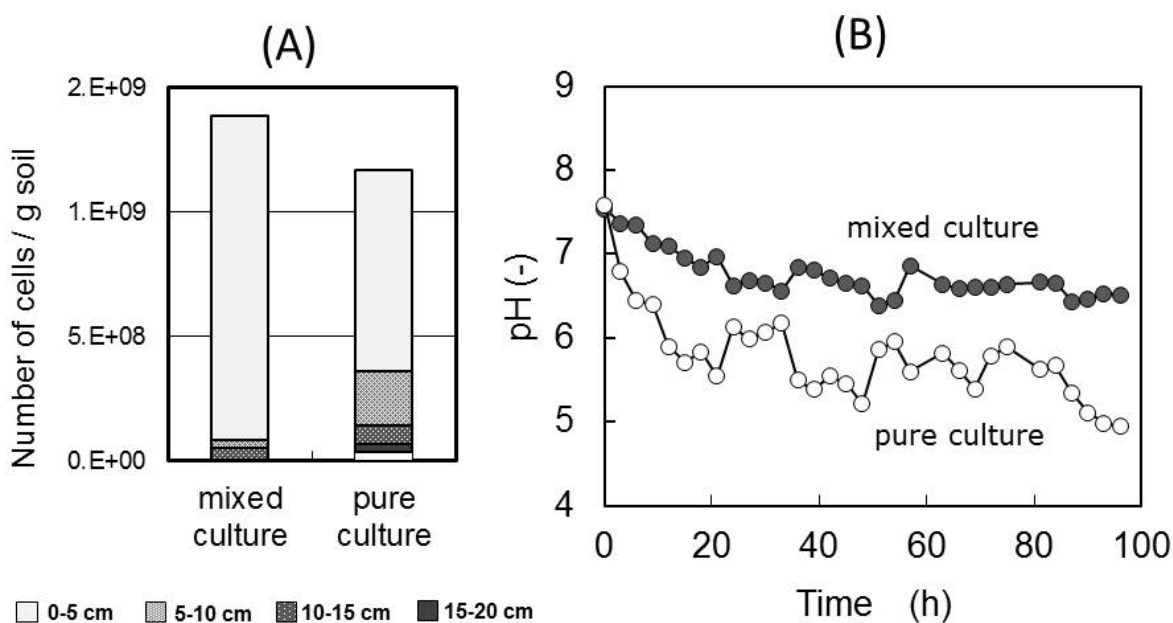 (A)
2.E+09
1.E+09
5.E+08
0.E+00
Number of cells / g soil
mixed culture
pure culture
0-5 cm
5-10 cm
10-15 cm
15-20 cm
(B)
9
8
7
6
5
4
pH (-)
mixed culture
pure culture
0
20
40
60
80
100
Time (h)